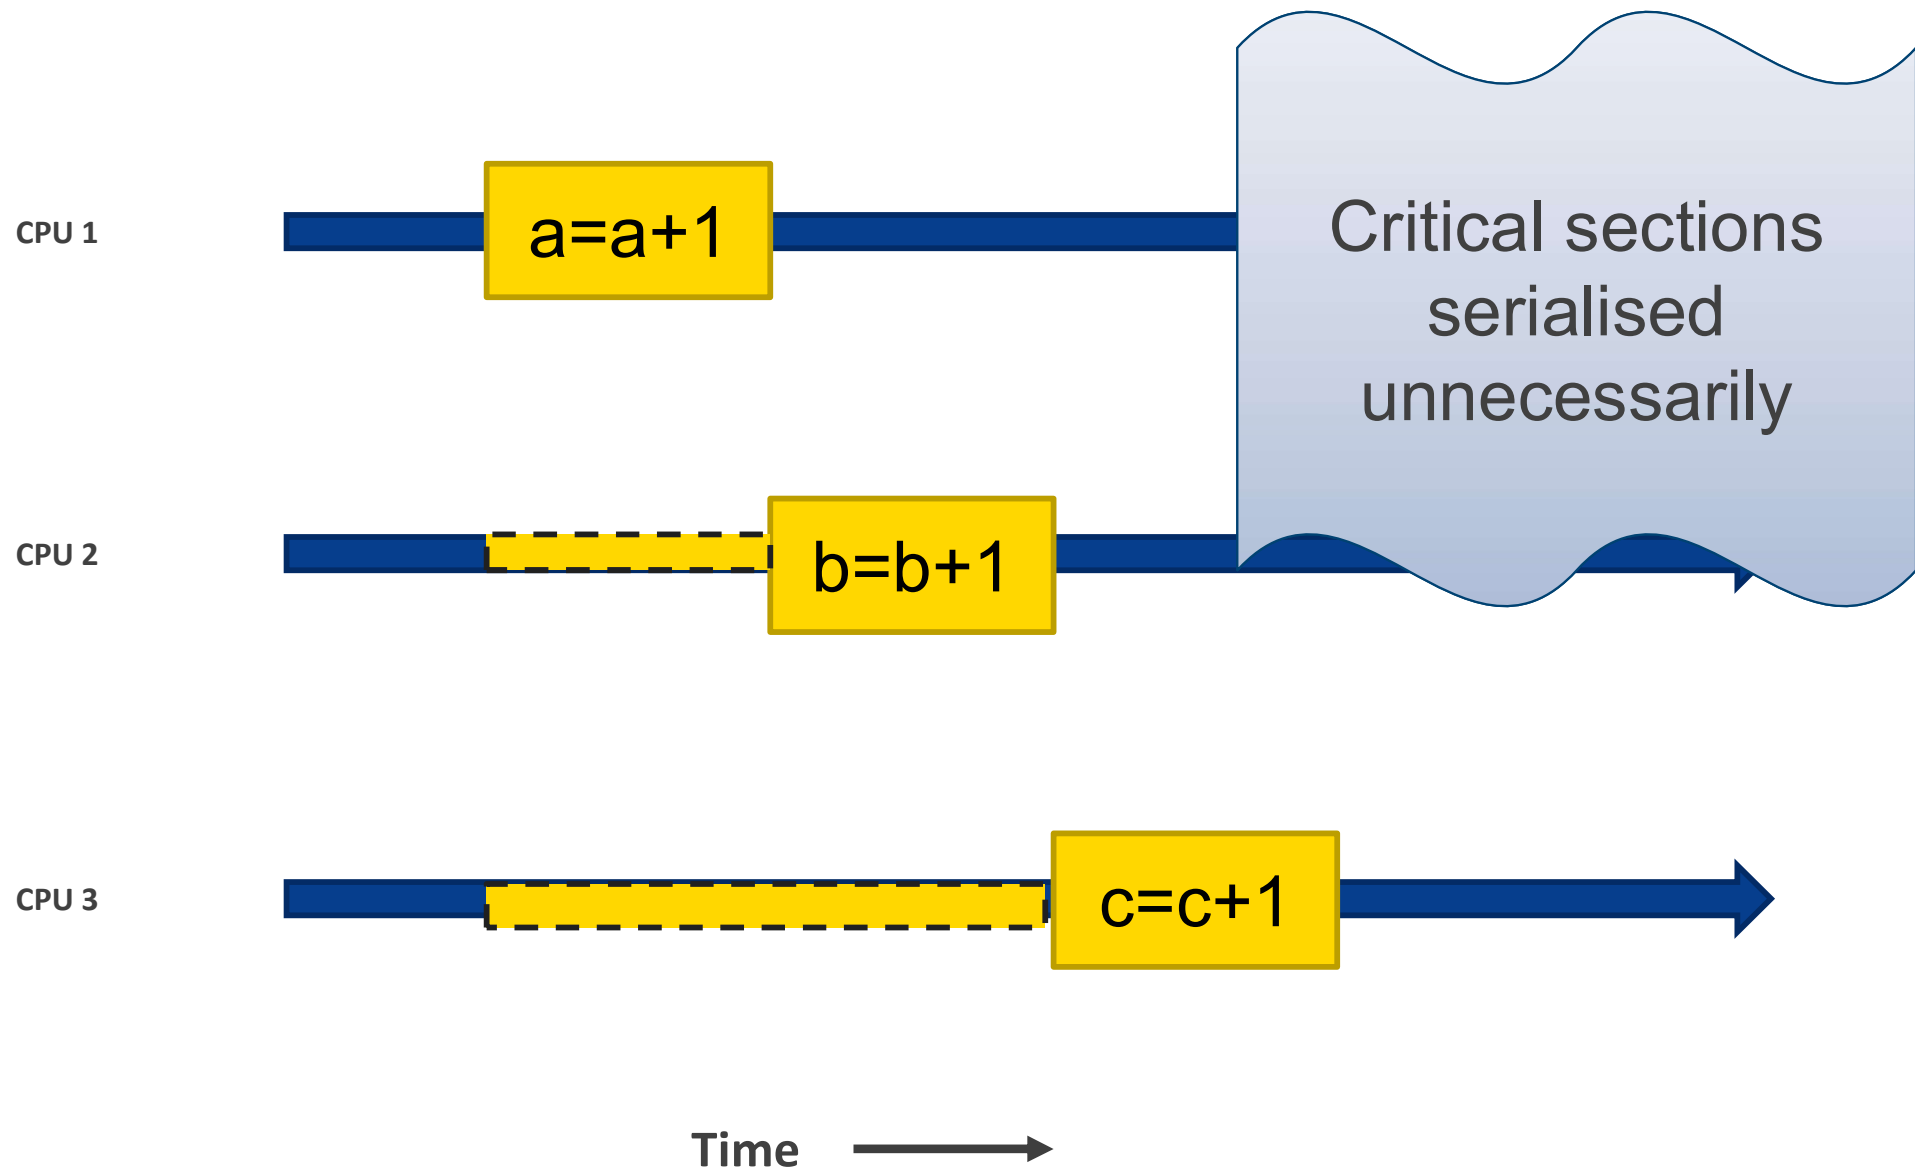 CPU 1
a=a+1
Critical sections
serialised
unnecessarily
CPU 2
b=b+1
CPU 3
c=c+1
Time